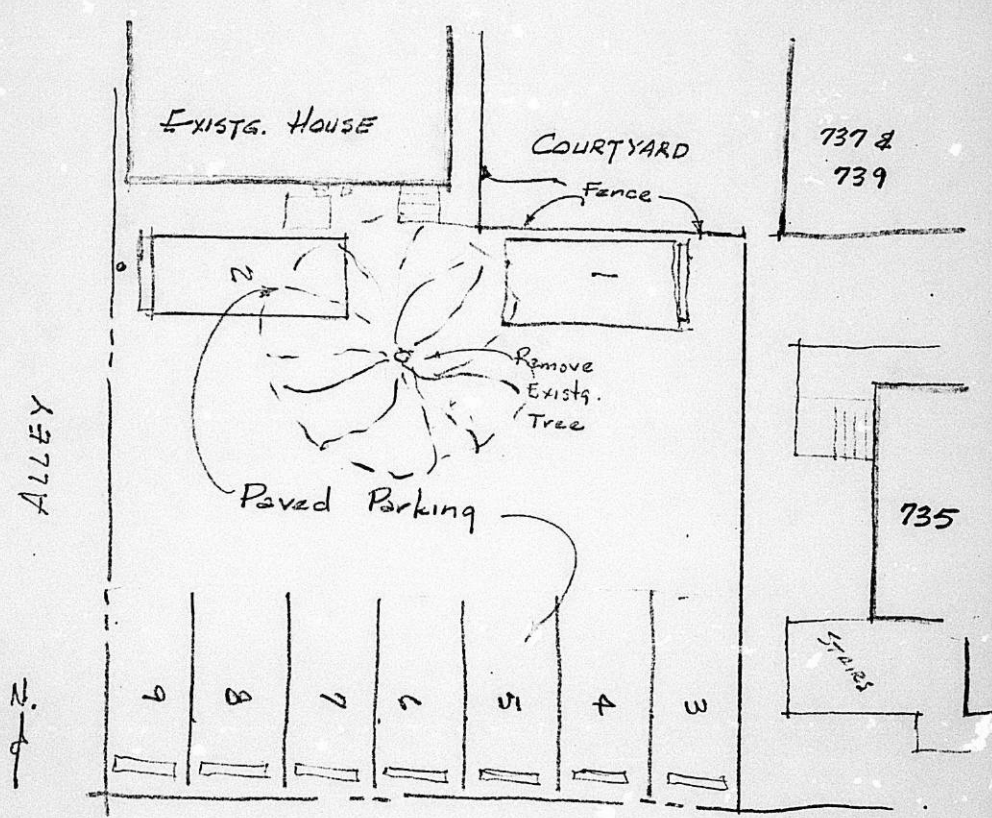 EXISTG. HOUSE
COURTYARD
737 &
739
Fence
2
1
Remove
Existg.
Tree
ALLEY
Paved Parking
735
STAIRS
9
8
7
6
5
4
3
N.